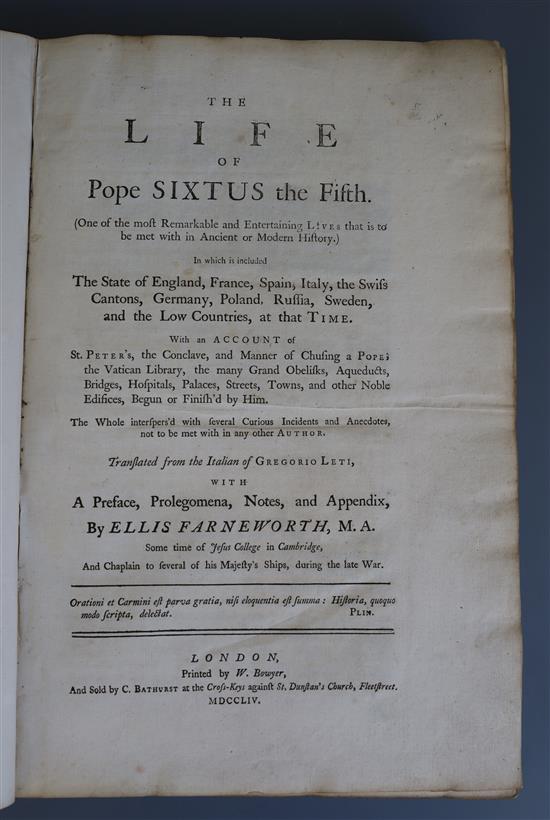 THE
LIFE
OF
Pope SIXTUS the Fifth.
(One of the moſt Remarkable and Entertaining LIVES that is to
be met with in Ancient or Modern Hiſtory.)
In which is included
The State of England, France, Spain, Italy, the Swiſs
Cantons, Germany, Poland, Ruſſia, Sweden,
and the Low Countries, at that TIME.
With an ACCOUNT of
St. PETER's, the Conclave, and Manner of Chuſing a POPE;
the Vatican Library, the many Grand Obeliſks, Aqueducts,
Bridges, Hoſpitals, Palaces, Streets, Towns, and other Noble
Edifices, Begun or Finiſh'd by Him.
The Whole interſpers'd with ſeveral Curious Incidents and Anecdotes,
not to be met with in any other AUTHOR.
Tranſlated from the Italian of GREGORIO LETI,
WITH
A Preface, Prolegomena, Notes, and Appendix,
By ELLIS FARNEWORTH, M. A.
Some time of Jeſus College in Cambridge,
And Chaplain to ſeveral of his Majeſty's Ships, during the late War.
Orationi et Carmini eſt parva gratia, niſi eloquentia eſt ſumma: Hiſtoria, quoquo
modo ſcripta, delectat. PLIN.
LONDON,
Printed by W. Bowyer,
And Sold by C. BATHURST at the Croſs-Keys againſt St. Dunſtan's Church, Fleetſtreet.
MDCCLIV.